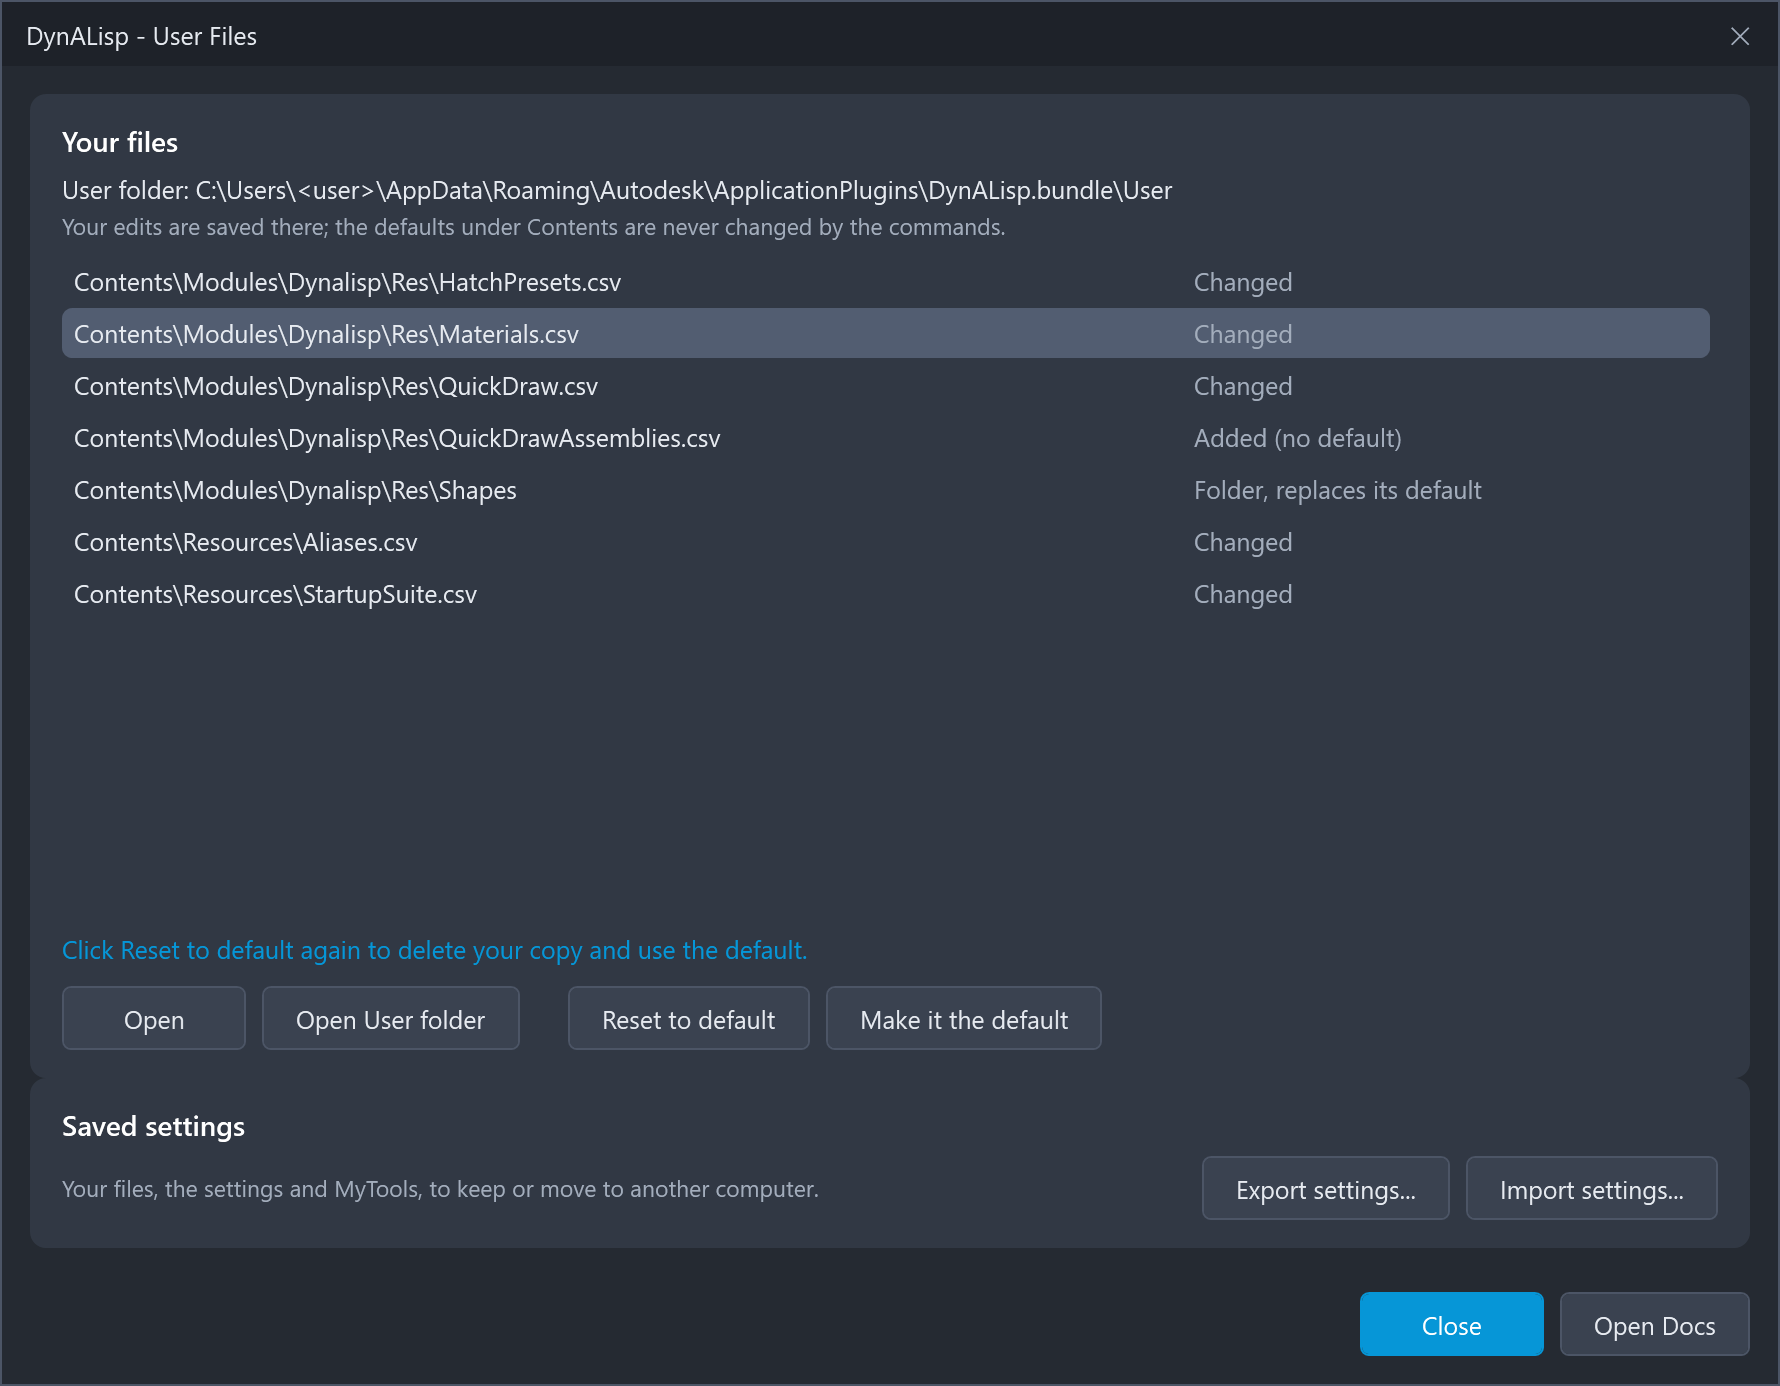 DynALisp - User Files
Your files
User folder: C:\Users\<user>\AppData\Roaming\Autodesk\ApplicationPlugins\DynALisp.bundle\User
Your edits are saved there; the defaults under Contents are never changed by the commands.
Contents\Modules\Dynalisp\Res\HatchPresets.csv Changed
Contents\Modules\Dynalisp\Res\Materials.csv Changed
Contents\Modules\Dynalisp\Res\QuickDraw.csv Changed
Contents\Modules\Dynalisp\Res\QuickDrawAssemblies.csv Added (no default)
Contents\Modules\Dynalisp\Res\Shapes Folder, replaces its default
Contents\Resources\Aliases.csv Changed
Contents\Resources\StartupSuite.csv Changed
Click Reset to default again to delete your copy and use the default.
Open Open User folder Reset to default Make it the default
Saved settings
Your files, the settings and MyTools, to keep or move to another computer. Export settings... Import settings...
Close Open Docs